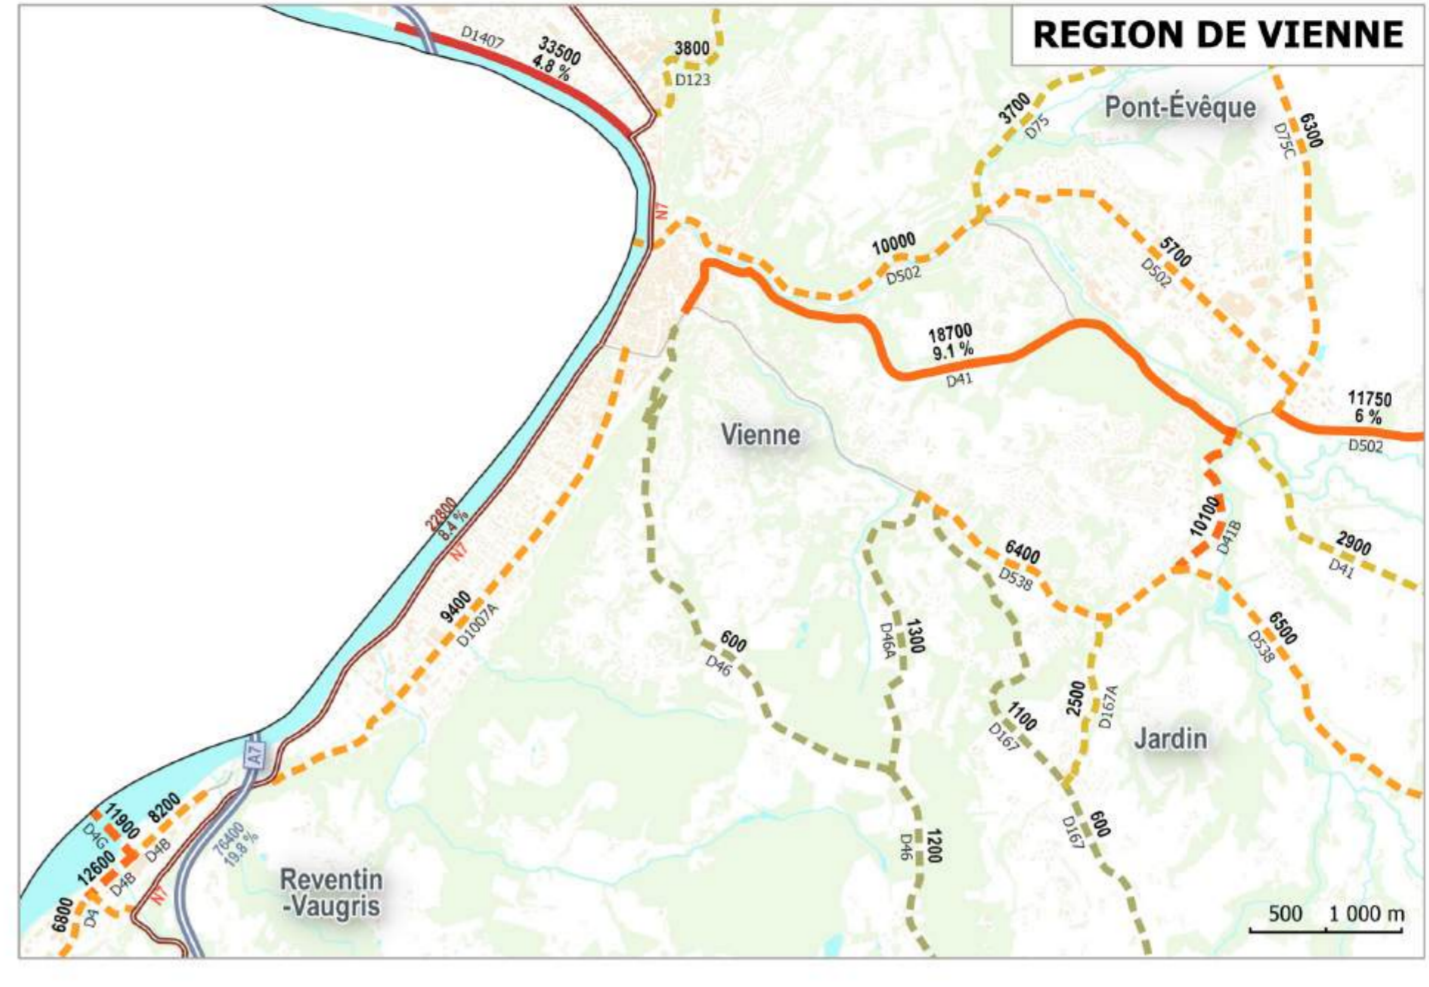 REGION DE VIENNE
D1407
33500
4.8 %
3800
D123
3700
D75
Pont-Évêque
6300
D75C
N7
10000
D502
5700
D502
18700
9.1 %
D41
11750
6 %
D502
Vienne
22800
8.4 %
N7
10100
D41B
2900
D41
6400
D538
9400
D1007A
600
D46
1300
D46A
6500
D538
2500
D167A
1100
D167
Jardin
A7
11900
D4G
8200
D4B
76400
19.8 %
12600
D4B
N7
6800
D4
Reventin
-Vaugris
1200
D46
600
D167
500 1 000 m